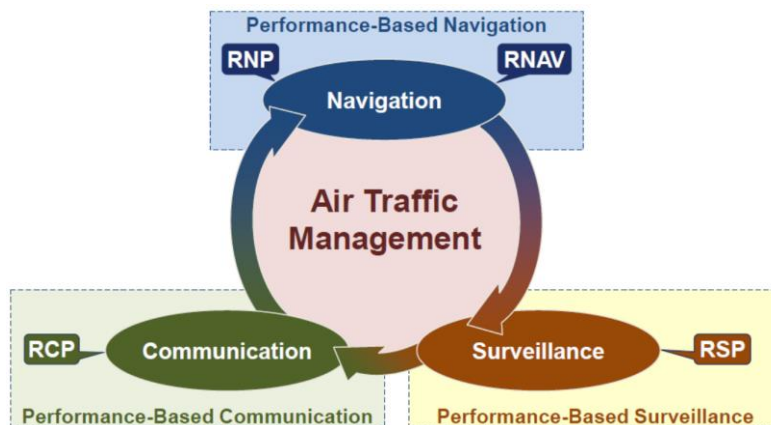 Performance-Based Navigation
RNP
RNAV
Navigation
Air Traffic
Management
RCP
Communication
Surveillance
RSP
Performance-Based Communication
Performance-Based Surveillance